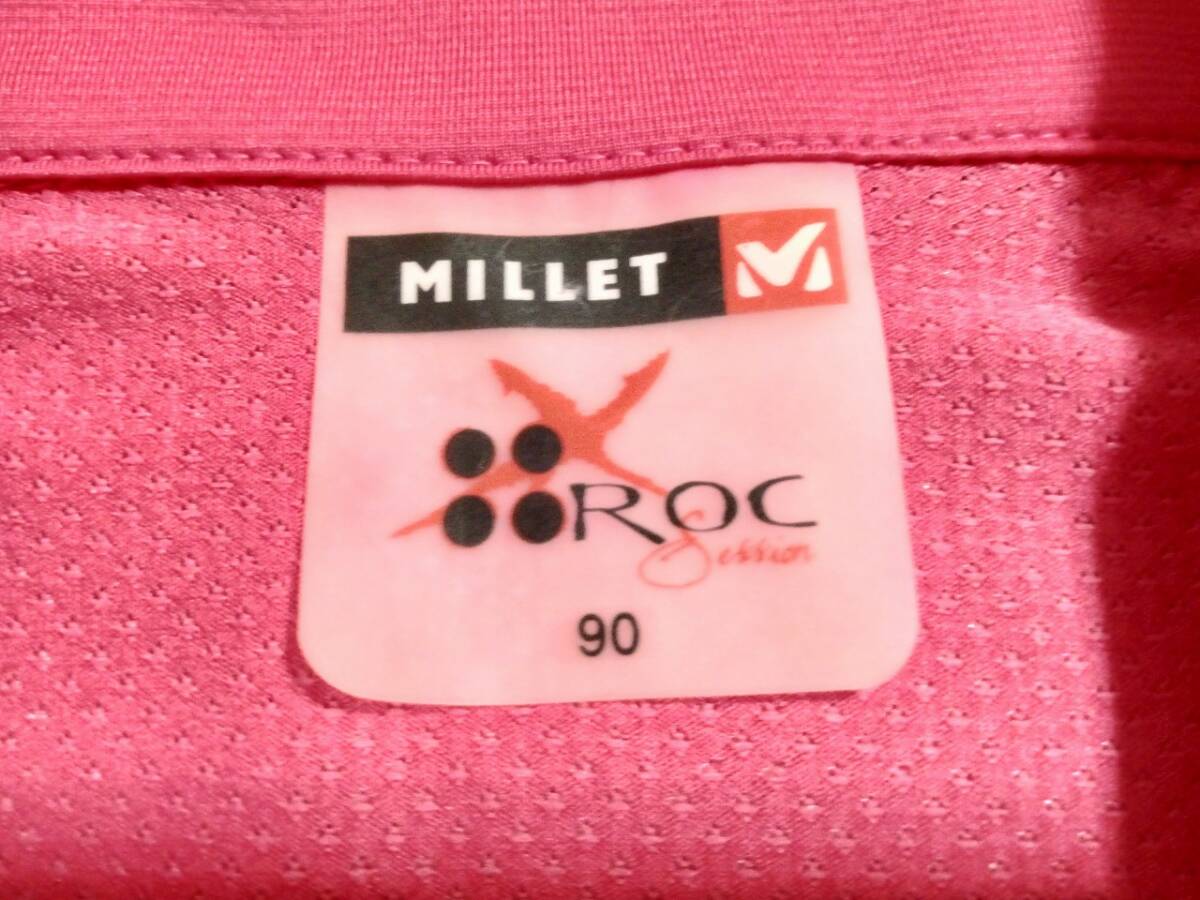 MILLET
ROC
Session
90